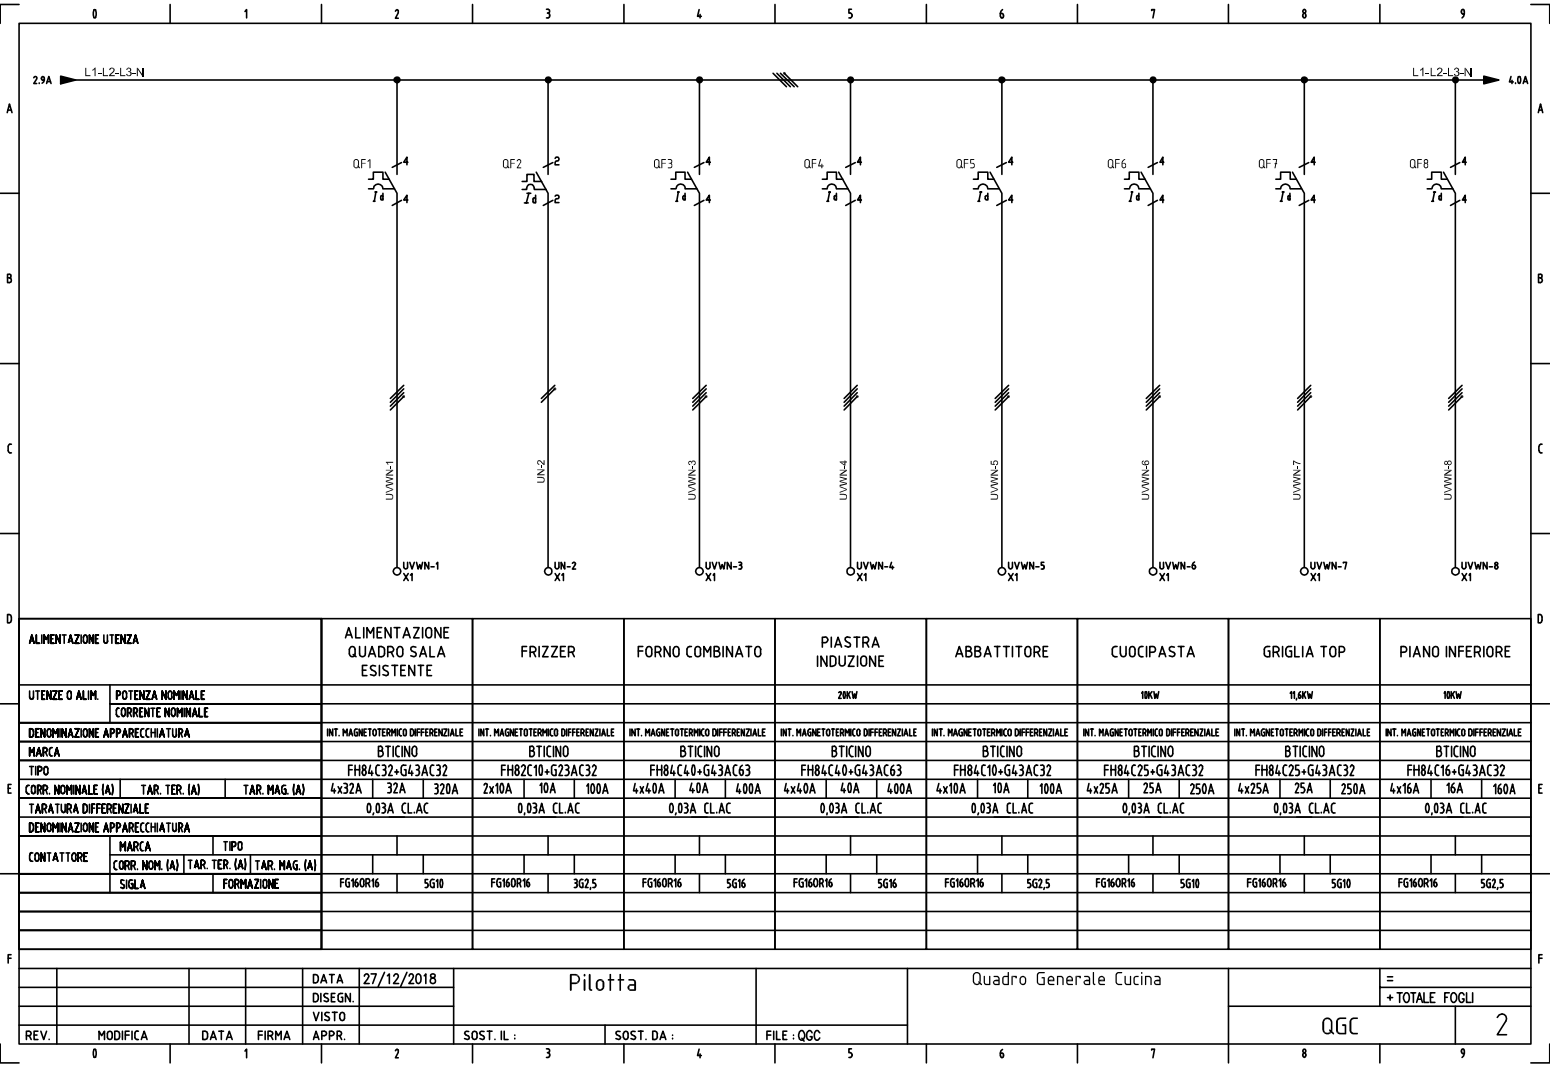 0 1 2 3 4 5 6 7 8 9
L1-L2-L3-N L1-L2-L3-N
2.9A 4.0A
A A
QF1 4 QF2 2 QF3 4 QF4 4 QF5 4 QF6 4 QF7 4 QF8 4
Id 4 Id 2 Id 4 Id 4 Id 4 Id 4 Id 4 Id 4
B B
C C
UVWN-1 UN-2 UVWN-3 UVWN-4 UVWN-5 UVWN-6 UVWN-7 UVWN-8
UVWN-1 UN-2 UVWN-3 UVWN-4 UVWN-5 UVWN-6 UVWN-7 UVWN-8
X1 X1 X1 X1 X1 X1 X1 X1
D D
ALIMENTAZIONE UTENZA
ALIMENTAZIONE
QUADRO SALA
ESISTENTE
FRIZZER
FORNO COMBINATO
PIASTRA
INDUZIONE
ABBATTITORE
CUOCIPASTA
GRIGLIA TOP
PIANO INFERIORE
UTENZE O ALIM. POTENZA NOMINALE 20KW 10KW 11,6KW 10KW
CORRENTE NOMINALE
DENOMINAZIONE APPARECCHIATURA INT. MAGNETOTERMICO DIFFERENZIALE INT. MAGNETOTERMICO DIFFERENZIALE INT. MAGNETOTERMICO DIFFERENZIALE INT. MAGNETOTERMICO DIFFERENZIALE INT. MAGNETOTERMICO DIFFERENZIALE INT. MAGNETOTERMICO DIFFERENZIALE INT. MAGNETOTERMICO DIFFERENZIALE INT. MAGNETOTERMICO DIFFERENZIALE
MARCA BTICINO BTICINO BTICINO BTICINO BTICINO BTICINO BTICINO BTICINO
TIPO FH84C32+G43AC32 FH82C10+G23AC32 FH84C40+G43AC63 FH84C40+G43AC63 FH84C10+G43AC32 FH84C25+G43AC32 FH84C25+G43AC32 FH84C16+G43AC32
E CORR. NOMINALE (A) TAR. TER. (A) TAR. MAG. (A) 4x32A 32A 320A 2x10A 10A 100A 4x40A 40A 400A 4x40A 40A 400A 4x10A 10A 100A 4x25A 25A 250A 4x25A 25A 250A 4x16A 16A 160A E
TARATURA DIFFERENZIALE 0,03A CL.AC 0,03A CL.AC 0,03A CL.AC 0,03A CL.AC 0,03A CL.AC 0,03A CL.AC 0,03A CL.AC 0,03A CL.AC
DENOMINAZIONE APPARECCHIATURA
CONTATTORE MARCA TIPO
CORR. NOM. (A) TAR. TER. (A) TAR. MAG. (A)
SIGLA FORMAZIONE FG16OR16 5G10 FG16OR16 3G2,5 FG16OR16 5G16 FG16OR16 5G16 FG16OR16 5G2,5 FG16OR16 5G10 FG16OR16 5G10 FG16OR16 5G2,5
F F
DATA 27/12/2018 Pilotta Quadro Generale Cucina =
DISEGN. + TOTALE FOGLI
VISTO
QGC 2
REV. MODIFICA DATA FIRMA APPR. SOST. IL : SOST. DA : FILE : QGC
0 1 2 3 4 5 6 7 8 9